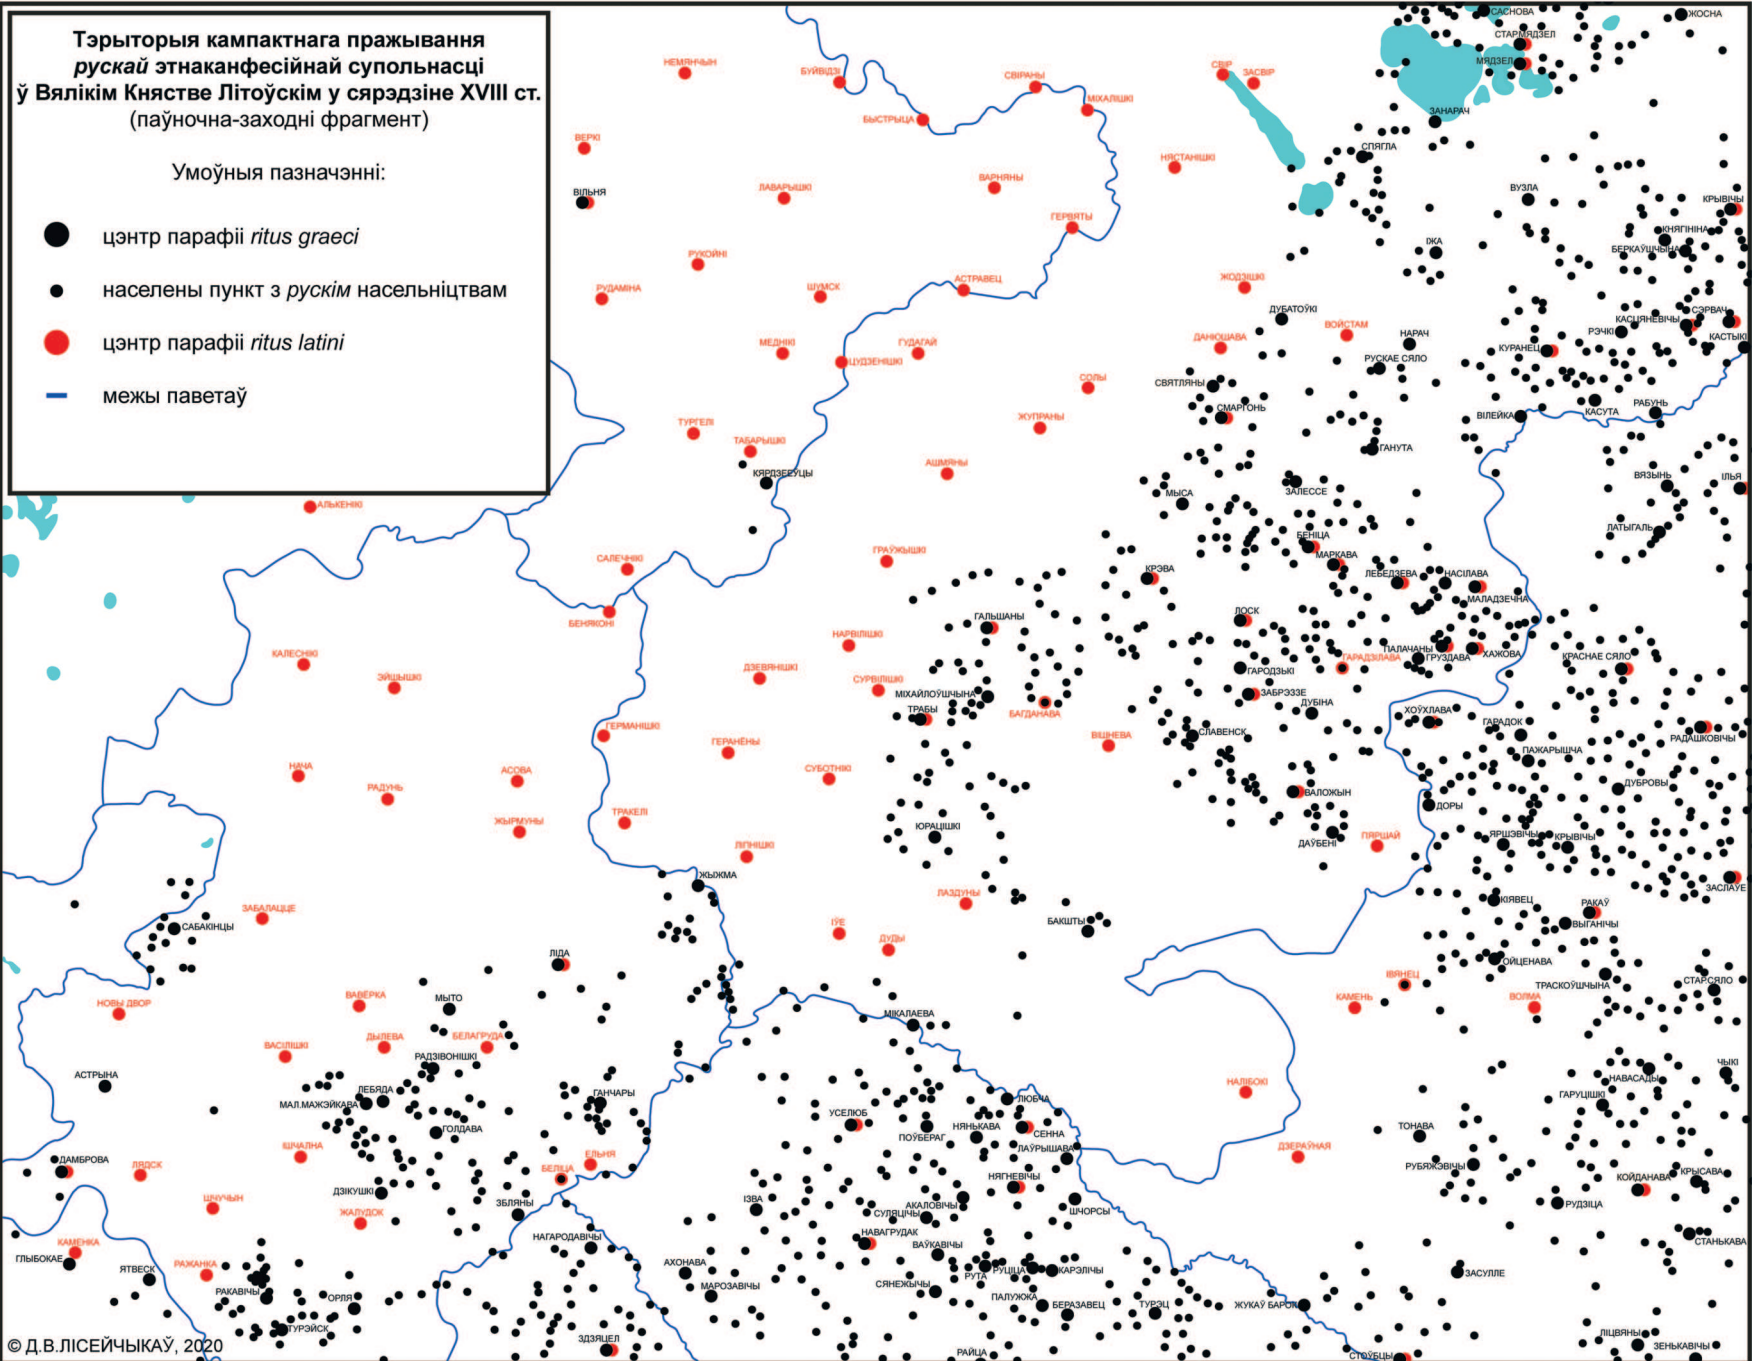 Тэрыторыя кампактнага пражывання
рускай этнаканфесійнай супольнасці
ў Вялікім Княстве Літоўскім у сярэдзіне XVIII ст.
(паўночна-заходні фрагмент)
Умоўныя пазначэнні:
цэнтр парафіі ritus graeci
населены пункт з рускім насельніцтвам
цэнтр парафіі ritus latini
межы паветаў
САСНОВА
ЖОСНА
СТАРМЯДЗЕЛ
МЯДЗЕЛ
НЕМЯНЧЫН
БУЙВІДЗІ
СВІРАНЫ
СВІР
ЗАСВІР
МІХАЛІШКІ
БЫСТРЫЦА
ЗАНАРАЧ
ВЕРКІ
СПЯГЛА
НЯСТАНІШКІ
ВІЛЬНЯ
ЛАВАРЫШКІ
ВАРНЯНЫ
ВУЗЛА
КРЫВІЧЫ
ГЕРВЯТЫ
КНЯГІНІНА
ІЖА
БЕРКАЎШЧЫНА
РУКОЙНІ
АСТРАВЕЦ
ЖОДЗІШКІ
РУДАМІНА
ШУМСК
ДУБАТОЎКІ
СЭРВАЧ
КАСЦЯНЕВІЧЫ
ВОЙСТАМ
НАРАЧ
РЭЧКІ
КАСТЫКІ
МЕДНІКІ
ГУДАГАЙ
ДАНЮШАВА
КУРАНЕЦ
ЦУДЗЕНІШКІ
РУСКАЕ СЯЛО
СОЛЫ
СВЯТЛЯНЫ
СМАРГОНЬ
РАБУНЬ
КАСУТА
ВІЛЕЙКА
ЖУПРАНЫ
ТУРГЕЛІ
ТАБАРЫШКІ
ГАНУТА
АШМЯНЫ
КЯРДЗЕЕЎЦЫ
ВЯЗЫНЬ
ІЛЬЯ
МЫСА
ЗАЛЕССЕ
АЛЬКЕНІКІ
ЛАТЫГАЛЬ
БЕНІЦА
САЛЕЧНІКІ
ГРАЎЖЫШКІ
МАРКАВА
КРЭВА
ЛЕБЕДЗЕВА
НАСІЛАВА
МАЛАДЗЕЧНА
БЕНЯКОНІ
ГАЛЬШАНЫ
ЛОСК
НАРВІЛІШКІ
КАЛЕСНІКІ
ПАЛАЧАНЫ
ГРУЗДАВА
ХАЖОВА
КРАСНАЕ СЯЛО
ГАРАДЗІЛАВА
ДЗЕВЯНІШКІ
ГАРОДЗЬКІ
ЭЙШЫШКІ
СУРВІЛІШКІ
МІХАЙЛОЎШЧЫНА
ЗАБРЭЗЗЕ
ТРАБЫ
БАГДАНАВА
ДУБІНА
ХОЎХЛАВА
ГАРАДОК
ГЕРМАНІШКІ
ГЕРАНЁНЫ
ВІШНЕВА
СЛАВЕНСК
РАДАШКОВІЧЫ
ПАЖАРЫШЧА
НАЧА
АСОВА
СУБОТНІКІ
РАДУНЬ
ДУБРОВЫ
ВАЛОЖЫН
ДОРЫ
ЖЫРМУНЫ
ТРАКЕЛІ
ЮРАЦІШКІ
ЯРШЭВІЧЫ
КРЫВІЧЫ
ДАЎБЕНІ
ПЯРШАЙ
ЛІПНІШКІ
ЖЫЖМА
ЗАСЛАЎЕ
ЛАЗДУНЫ
КІЯВЕЦ
РАКАЎ
ЗАБАЛАЦЦЕ
БАКШТЫ
ВЫГАНІЧЫ
САБАКІНЦЫ
ІЎЕ
ДУДЫ
ЛІДА
ОЙЦЕНАВА
ІВЯНЕЦ
ТРАСКОЎШЧЫНА
СТАР.СЯЛО
НОВЫ ДВОР
ВАВЁРКА
МЫТО
КАМЕНЬ
ВОЛМА
МІКАЛАЕВА
ДЫЛЕВА
БЕЛАГРУДА
ВАСІЛІШКІ
РАДЗІВОНІШКІ
ЧЫКІ
АСТРЫНА
НАВАСАДЫ
ЛЕБЯДА
ГАНЧАРЫ
НАЛІБОКІ
ГАРУЦІШКІ
МАЛ.МАЖЭЙКАВА
ЛЮБЧА
УСЕЛЮБ
ГОЛДАВА
НЯНЬКАВА
ТОНАВА
ПОЎБЕРАГ
СЕННА
ІШЧАЛНА
ЛАЎРЫШАВА
ДЗЕРАЎНАЯ
ДАМБРОВА
ЛЯДСК
ЕЛЬНЯ
БЕЛІЦА
РУБЯЖЭВІЧЫ
КРЫСАВА
НЯГНЕВІЧЫ
КОЙДАНАВА
ДЗІКУШКІ
ШЧУЧЫН
ІЗВА
АКАЛОВІЧЫ
РУДЗІЦА
ЗБЛЯНЫ
СУЛЯЦІЧЫ
ШЧОРСЫ
ЖАЛУДОК
НАВАГРУДАК
КАМЕНКА
НАГАРОДАВІЧЫ
ВАЎКАВІЧЫ
СТАНЬКАВА
ГЛЫБОКАЕ
АХОНАВА
РАЖАНКА
ЯТВЕСК
РУТА
РУЦІЦА
КАРЭЛІЧЫ
ЗАСУЛЛЕ
СЯНЕЖЫЧЫ
МАРОЗАВІЧЫ
РАКАВІЧЫ
ОРЛЯ
ПАЛУЖЖА
БЕРАЗАВЕЦ
ТУРЭЦ
ЖУКАЎ БАРОК
ТУРЭЙСК
ЗДЗЯЦЕЛ
ЛІЦВЯНЫ
ЗЕНЬКАВІЧЫ
РАЙЦА
СТОЎБЦЫ
© Д.В.ЛІСЕЙЧЫКАЎ, 2020